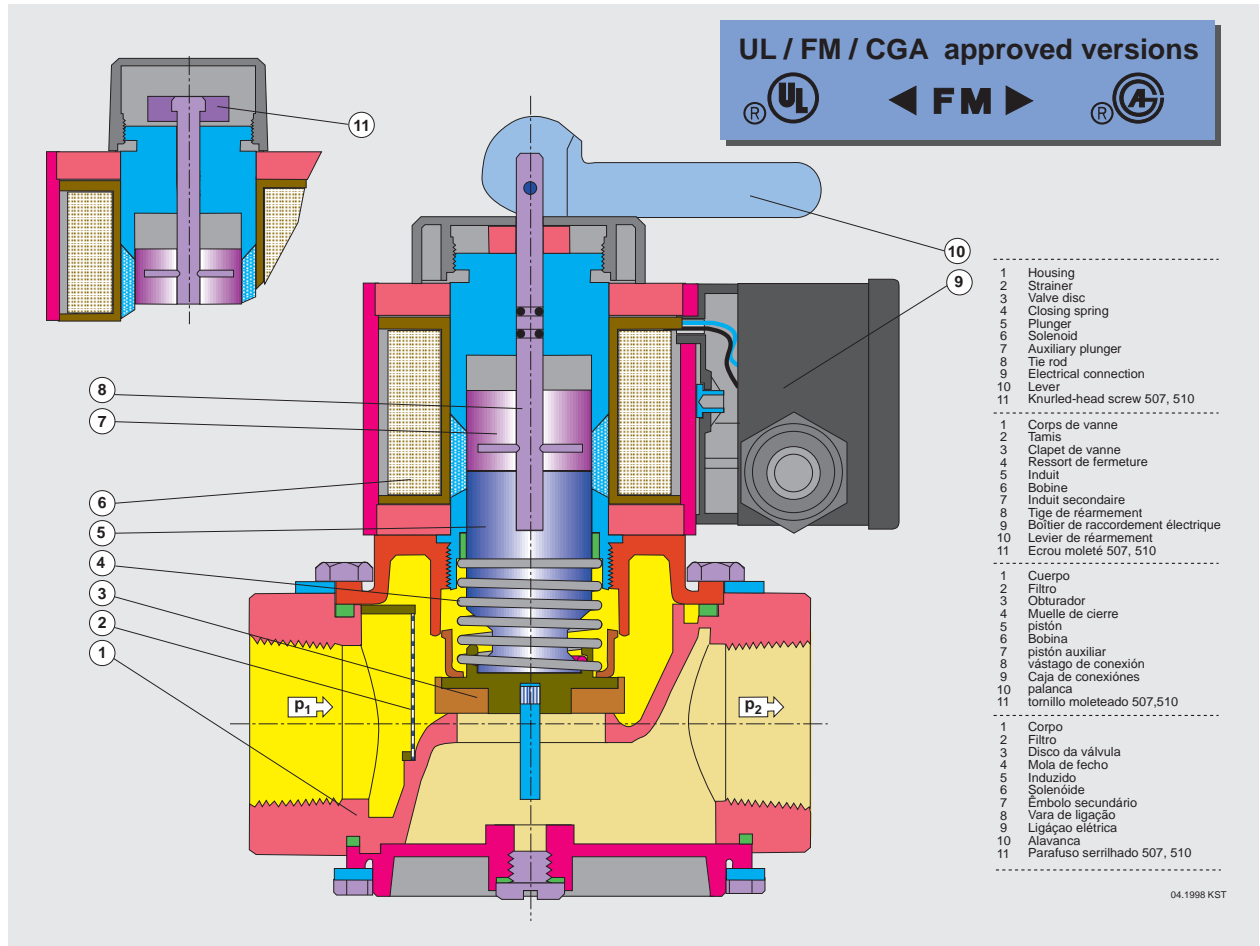 UL / FM / CGA approved versions
® UL FM ® CGA
11
10
9
8
7
6
5
4
3
2
1
p1
p2
1 Housing
2 Strainer
3 Valve disc
4 Closing spring
5 Plunger
6 Solenoid
7 Auxiliary plunger
8 Tie rod
9 Electrical connection
10 Lever
11 Knurled-head screw 507, 510
1 Corps de vanne
2 Tamis
3 Clapet de vanne
4 Ressort de fermeture
5 Induit
6 Bobine
7 Induit secondaire
8 Tige de réarmement
9 Boîtier de raccordement électrique
10 Levier de réarmement
11 Ecrou moleté 507, 510
1 Cuerpo
2 Filtro
3 Obturador
4 Muelle de cierre
5 pistón
6 Bobina
7 pistón auxiliar
8 vástago de conexión
9 Caja de conexiónes
10 palanca
11 tornillo moleteado 507,510
1 Corpo
2 Filtro
3 Disco da válvula
4 Mola de fecho
5 Induzido
6 Solenóide
7 Êmbolo secundário
8 Vara de ligação
9 Ligáçao elétrica
10 Alavanca
11 Parafuso serrilhado 507, 510
04.1998 KST